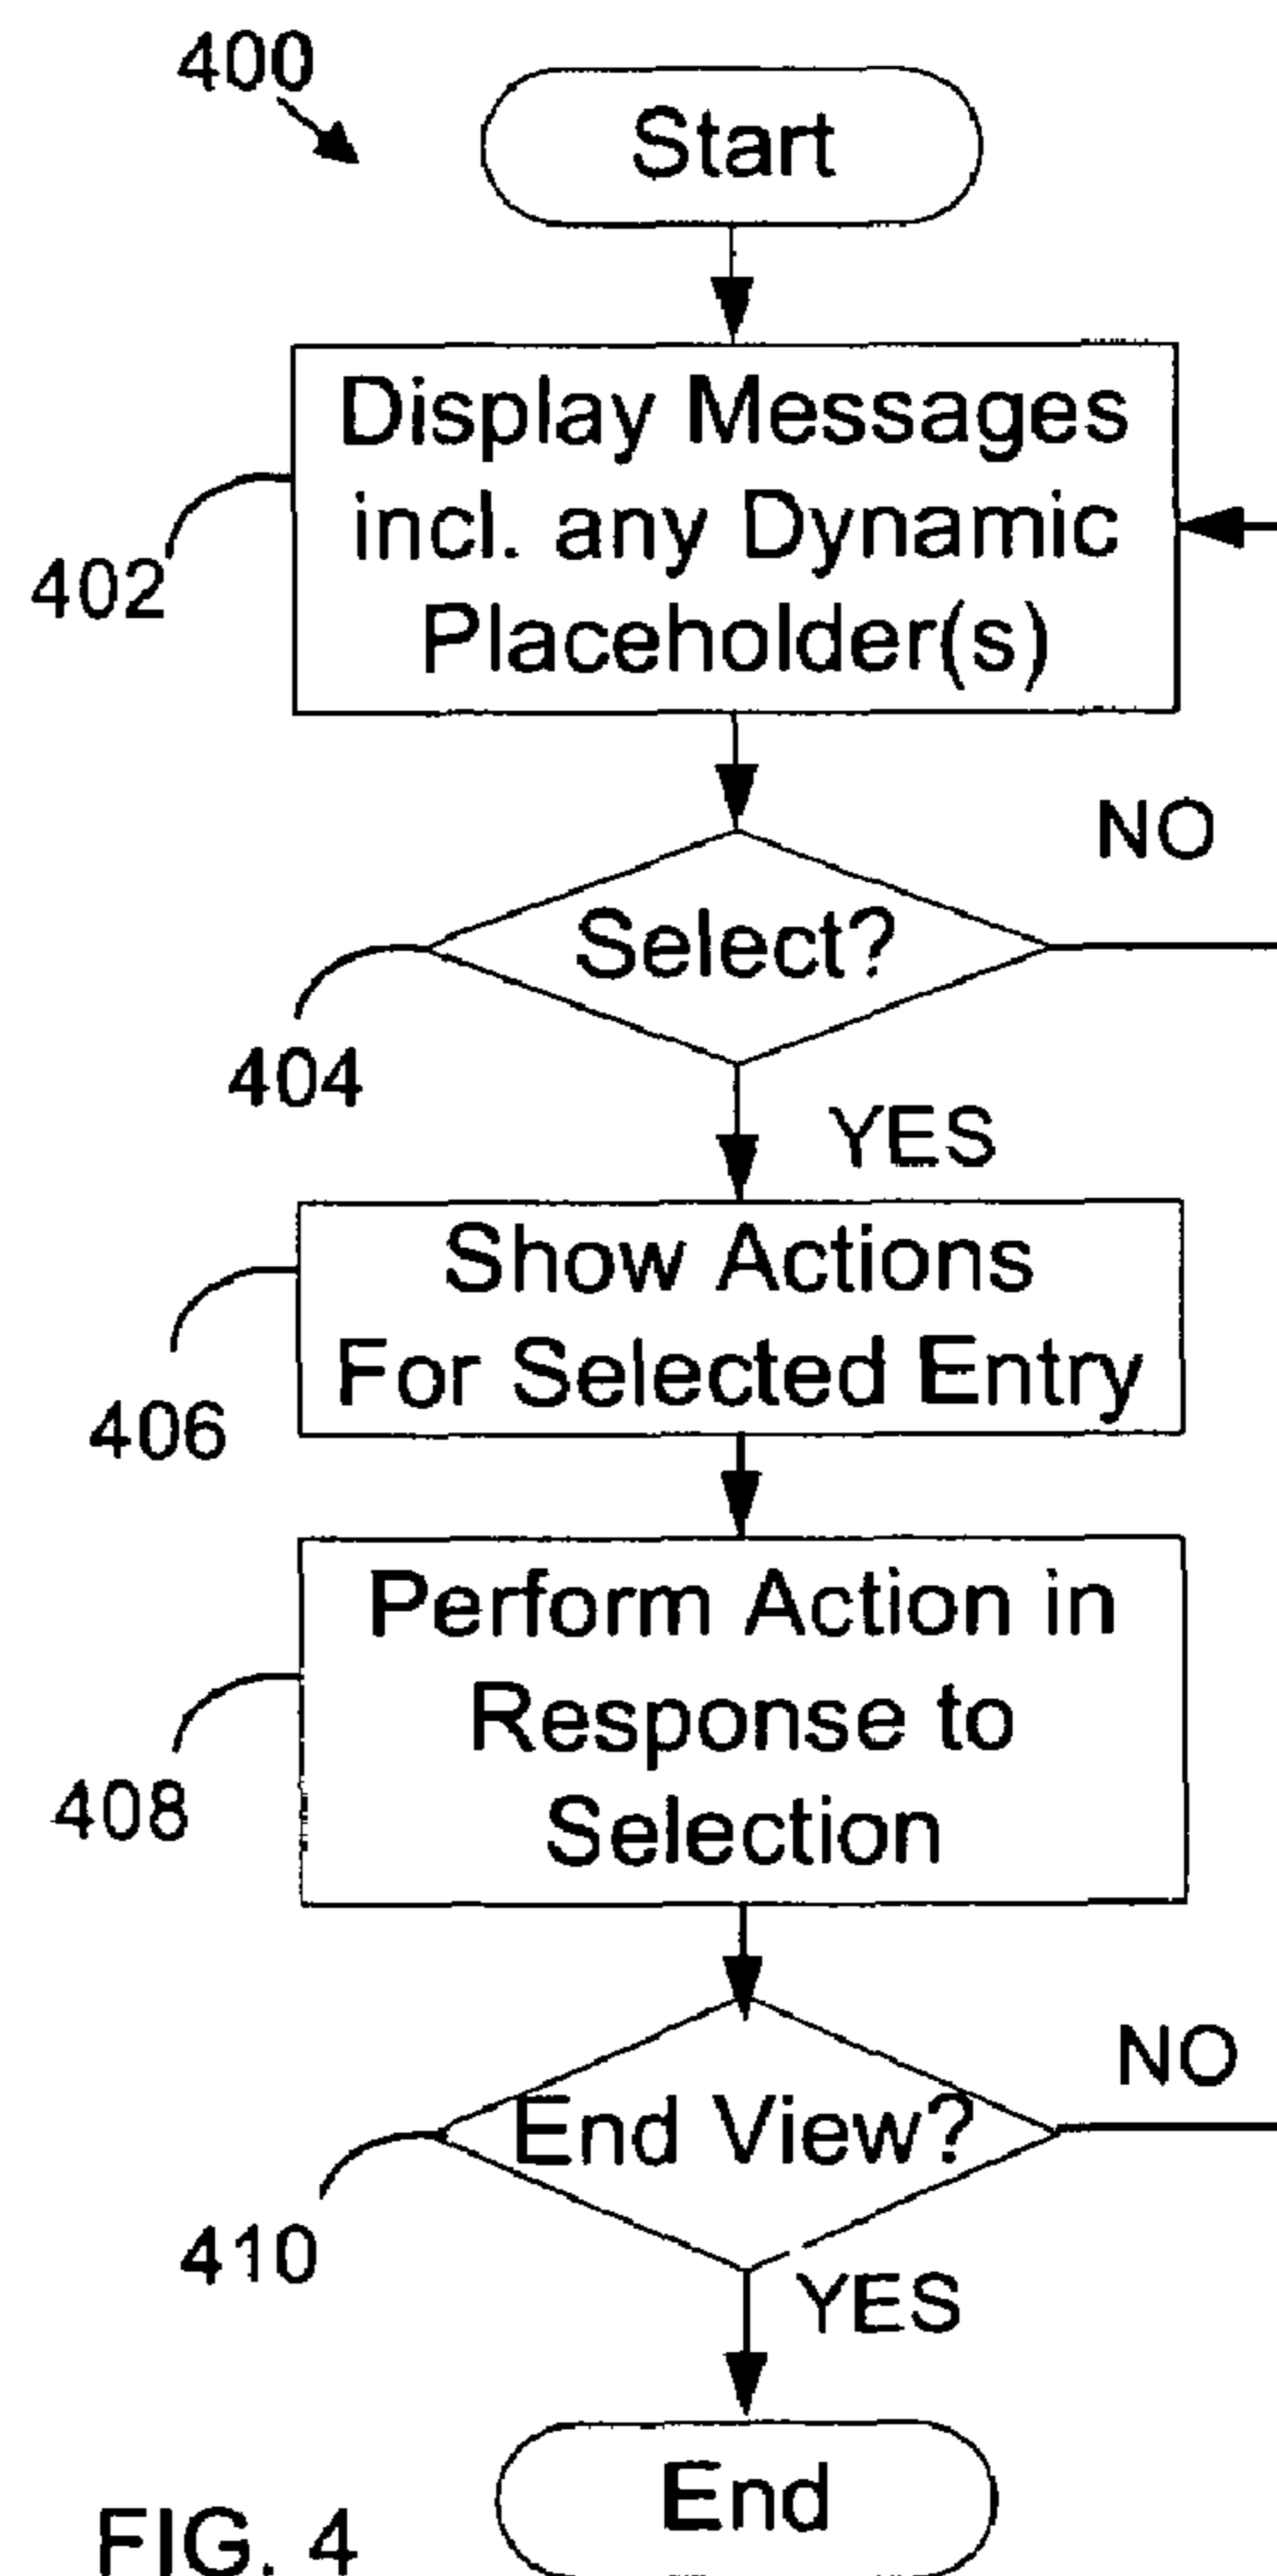 400
Start
Display Messages
incl. any Dynamic
Placeholder(s)
402
NO
Select?
404
YES
Show Actions
For Selected Entry
406
Perform Action in
Response to
Selection
408
NO
End View?
410
YES
End
FIG. 4